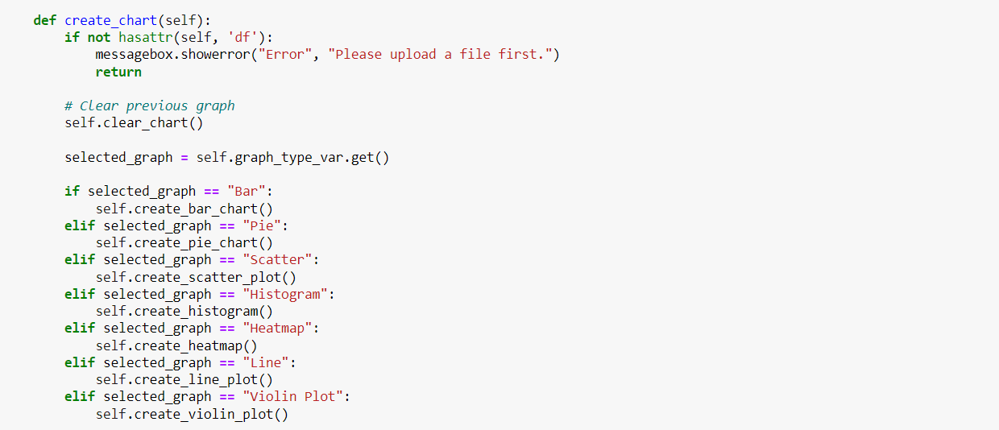 def create_chart(self):
    if not hasattr(self, 'df'):
        messagebox.showerror("Error", "Please upload a file first.")
        return

    # Clear previous graph
    self.clear_chart()

    selected_graph = self.graph_type_var.get()

    if selected_graph == "Bar":
        self.create_bar_chart()
    elif selected_graph == "Pie":
        self.create_pie_chart()
    elif selected_graph == "Scatter":
        self.create_scatter_plot()
    elif selected_graph == "Histogram":
        self.create_histogram()
    elif selected_graph == "Heatmap":
        self.create_heatmap()
    elif selected_graph == "Line":
        self.create_line_plot()
    elif selected_graph == "Violin Plot":
        self.create_violin_plot()